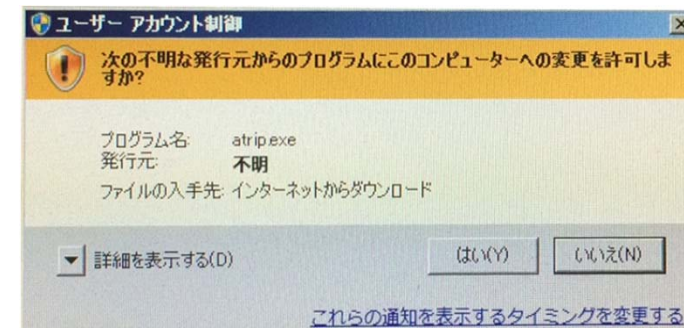 ユーザー アカウント制御
次の不明な発行元からのプログラムにこのコンピューターへの変更を許可しま
すか?
プログラム名: atrip.exe
発行元: 不明
ファイルの入手先: インターネットからダウンロード
詳細を表示する(D)
はい(Y)
いいえ(N)
これらの通知を表示するタイミングを変更する